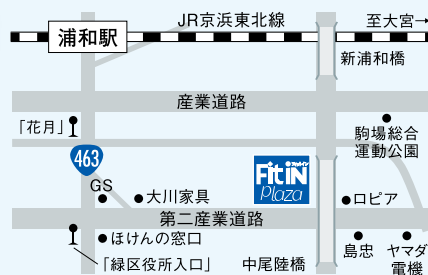 JR京浜東北線
至大宮→
浦和駅
新浦和橋
産業道路
「花月」
駒場総合
運動公園
463
GS
大川家具
FitiN
Plaza
ロピア
第二産業道路
ほけんの窓口
島忠
ヤマダ
電機
「緑区役所入口」
中尾陸橋